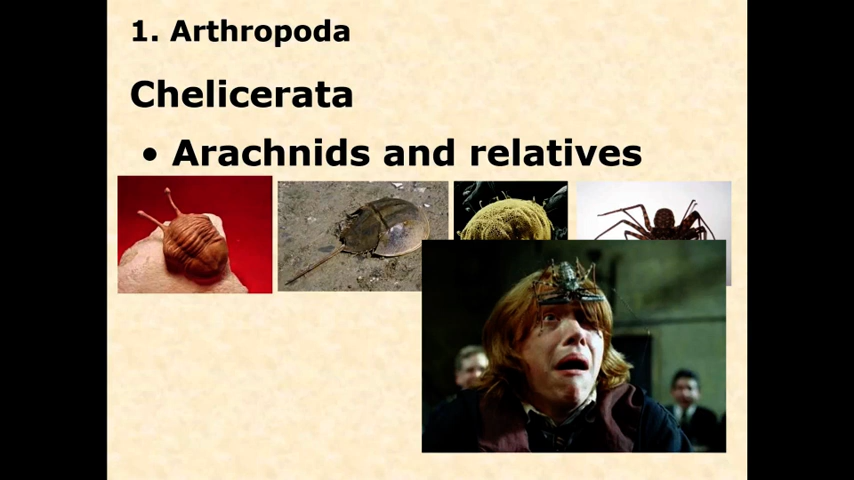 1. Arthropoda
Chelicerata
• Arachnids and relatives